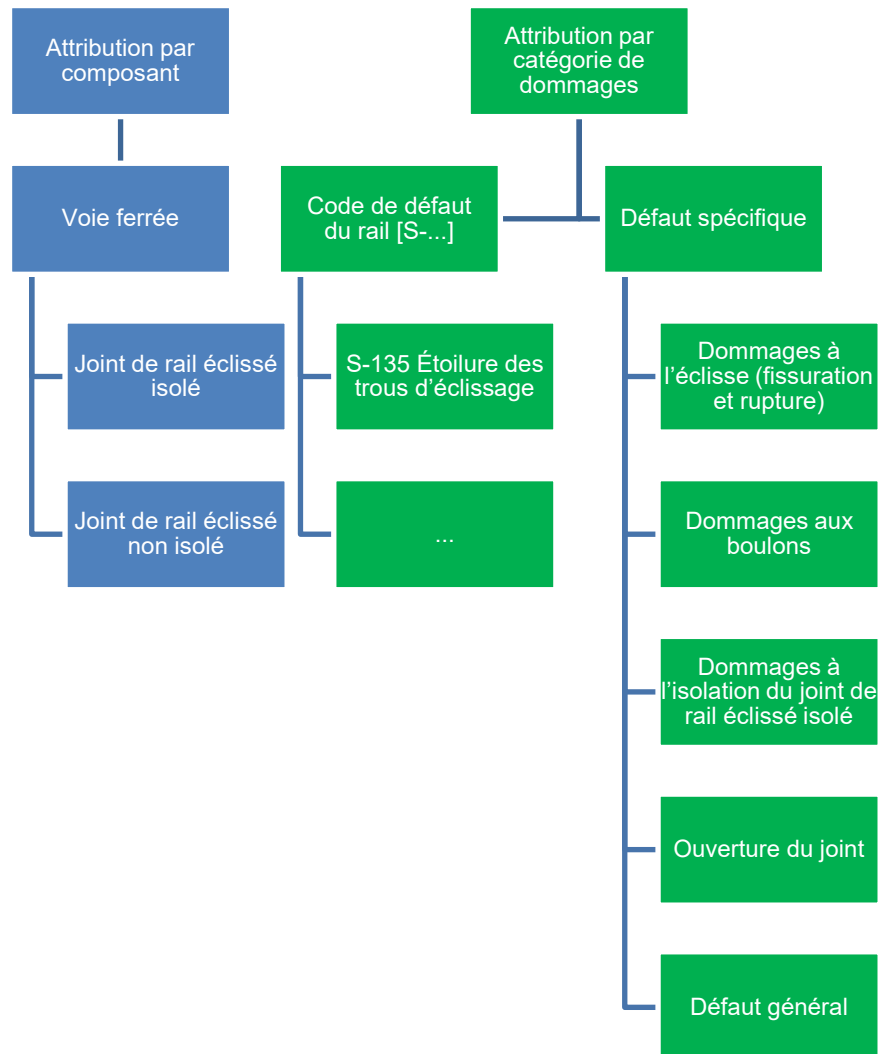 Attribution par
composant
Attribution par
catégorie de
dommages
Voie ferrée
Code de défaut
du rail [S-...]
Défaut spécifique
Joint de rail éclissé
isolé
S-135 Étoilure des
trous d’éclissage
Dommages à
l’éclisse (fissuration
et rupture)
Joint de rail éclissé
non isolé
...
Dommages aux
boulons
Dommages à
l’isolation du joint de
rail éclissé isolé
Ouverture du joint
Défaut général